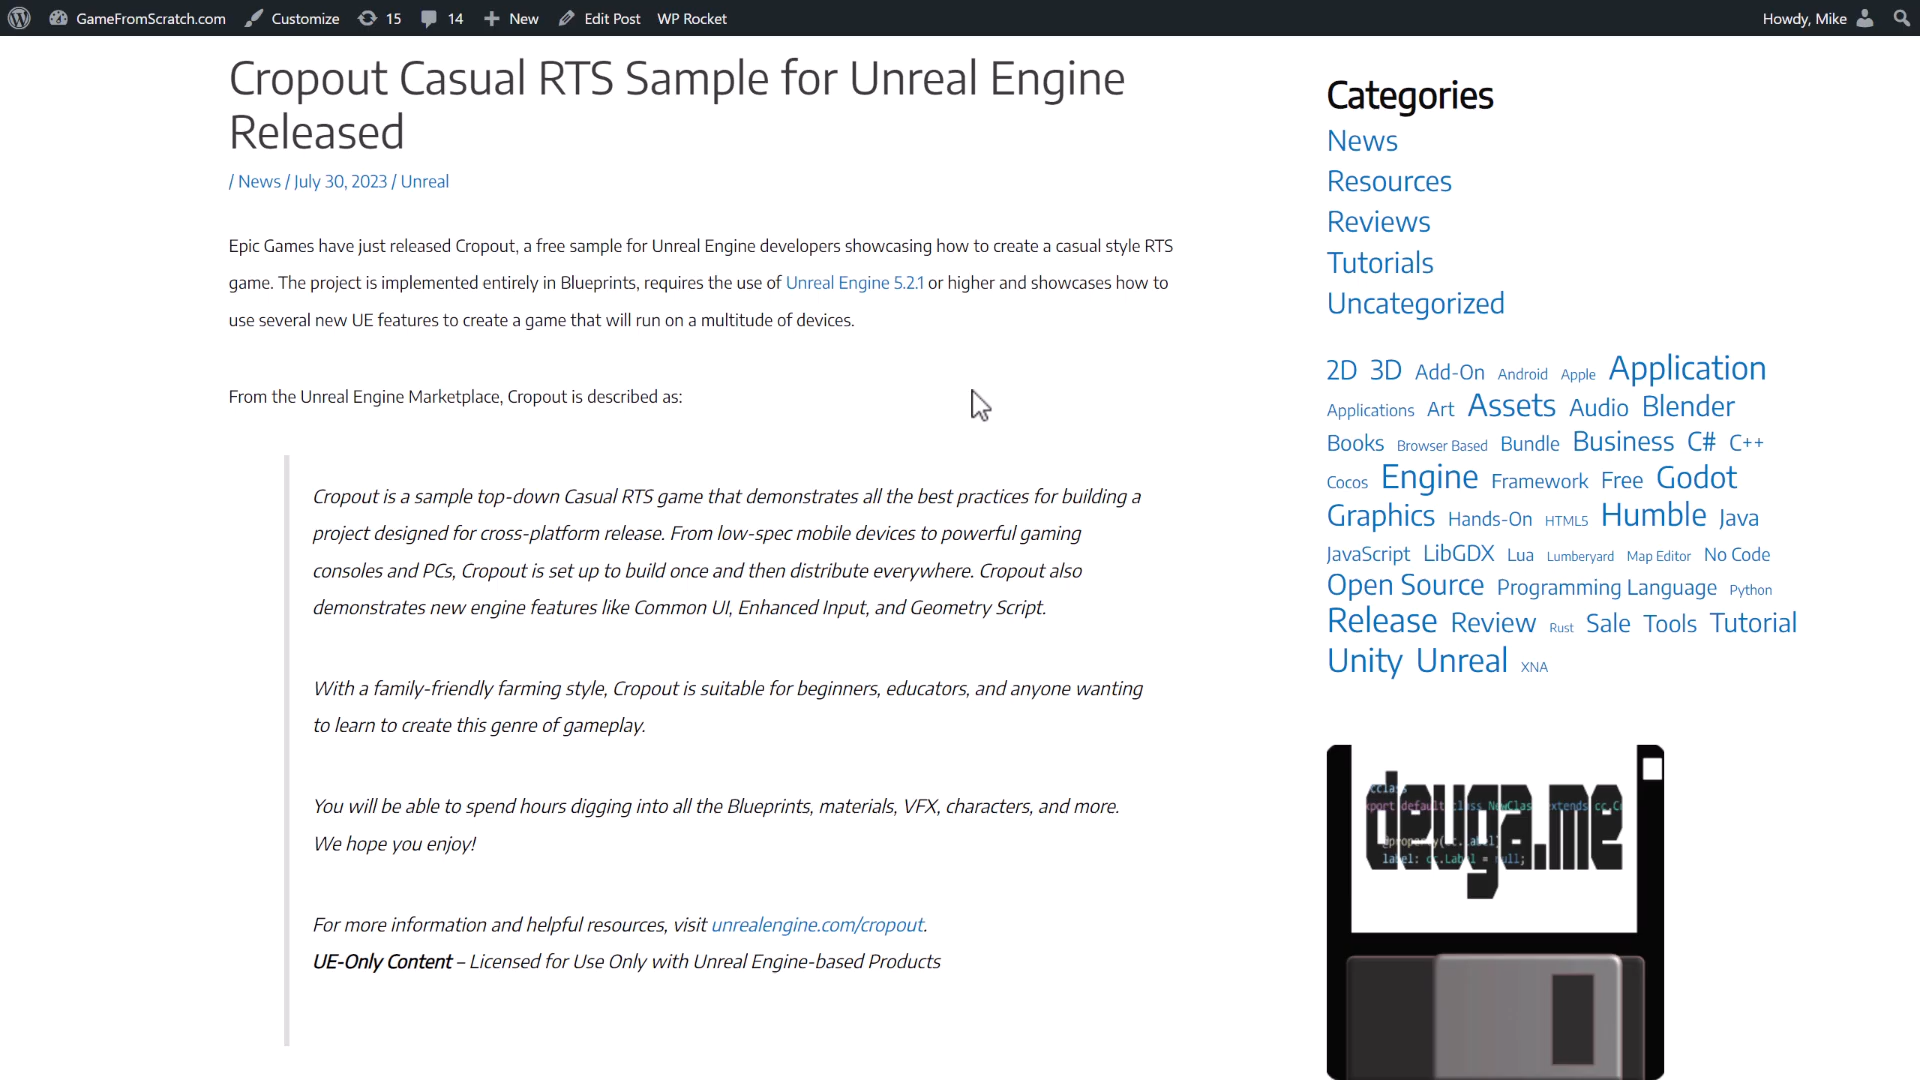 GameFromScratch.com Customize 15 14 New Edit Post WP Rocket Howdy, Mike
Cropout Casual RTS Sample for Unreal Engine
Released
/ News / July 30, 2023 / Unreal
Epic Games have just released Cropout, a free sample for Unreal Engine developers showcasing how to create a casual style RTS
game. The project is implemented entirely in Blueprints, requires the use of Unreal Engine 5.2.1 or higher and showcases how to
use several new UE features to create a game that will run on a multitude of devices.
From the Unreal Engine Marketplace, Cropout is described as:
Cropout is a sample top-down Casual RTS game that demonstrates all the best practices for building a
project designed for cross-platform release. From low-spec mobile devices to powerful gaming
consoles and PCs, Cropout is set up to build once and then distribute everywhere. Cropout also
demonstrates new engine features like Common UI, Enhanced Input, and Geometry Script.
With a family-friendly farming style, Cropout is suitable for beginners, educators, and anyone wanting
to learn to create this genre of gameplay.
You will be able to spend hours digging into all the Blueprints, materials, VFX, characters, and more.
We hope you enjoy!
For more information and helpful resources, visit unrealengine.com/cropout.
UE-Only Content – Licensed for Use Only with Unreal Engine-based Products
Categories
News
Resources
Reviews
Tutorials
Uncategorized
2D 3D Add-On Android Apple Application
Applications Art Assets Audio Blender
Books Browser Based Bundle Business C# C++
Cocos Engine Framework Free Godot
Graphics Hands-On HTML5 Humble Java
JavaScript LibGDX Lua Lumberyard Map Editor No Code
Open Source Programming Language Python
Release Review Rust Sale Tools Tutorial
Unity Unreal XNA
devga.me